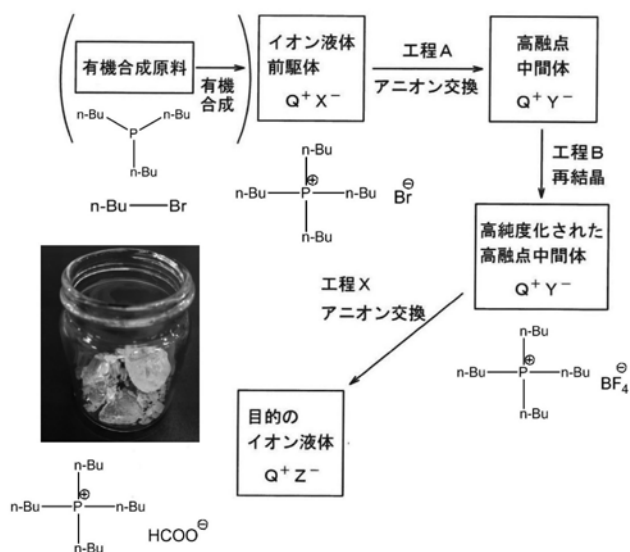 有機合成原料
有機
合成
イオン液体
前駆体
Q⁺ X⁻
工程A
アニオン交換
高融点
中間体
Q⁺ Y⁻
n-Bu
n-Bu
P
n-Bu
n-Bu
Br
n-Bu
n-Bu
P
⊕
n-Bu
n-Bu
Br
⊖
工程B
再結晶
高純度化された
高融点中間体
Q⁺ Y⁻
工程X
アニオン交換
n-Bu
n-Bu
P
⊕
n-Bu
n-Bu
BF₄
⊖
目的の
イオン液体
Q⁺ Z⁻
n-Bu
n-Bu
P
⊕
n-Bu
n-Bu
HCOO
⊖